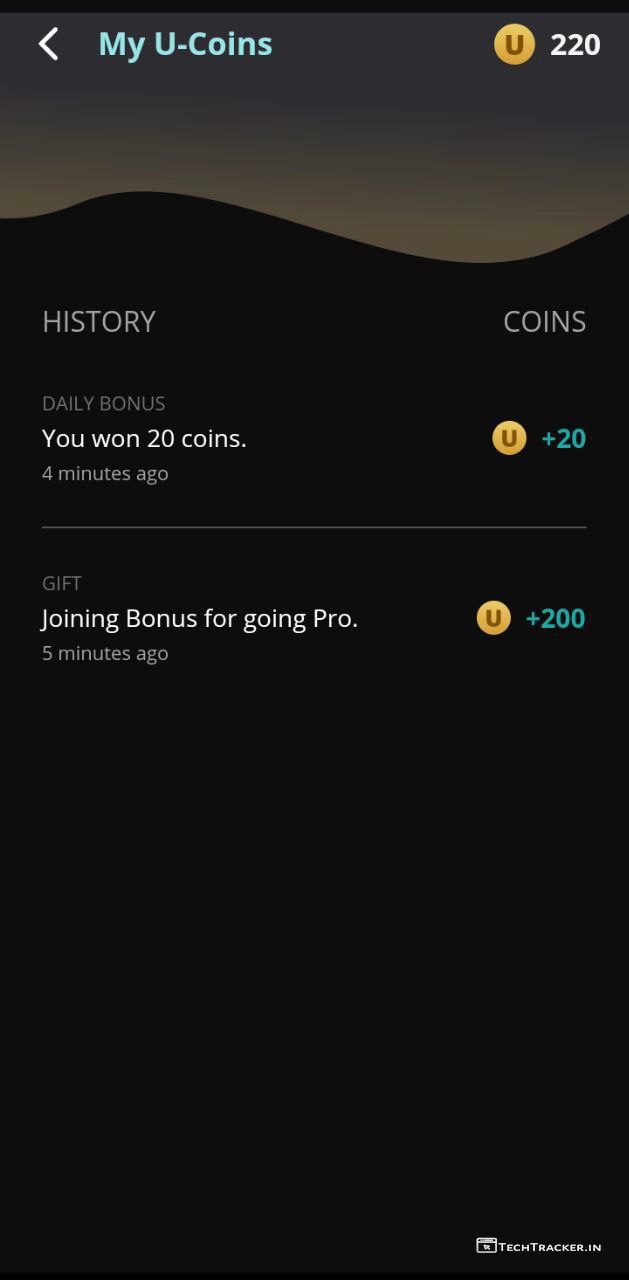 My U-Coins
U 220
HISTORY COINS
DAILY BONUS
You won 20 coins. U +20
4 minutes ago
GIFT
Joining Bonus for going Pro. U +200
5 minutes ago
TECHTRACKER.IN